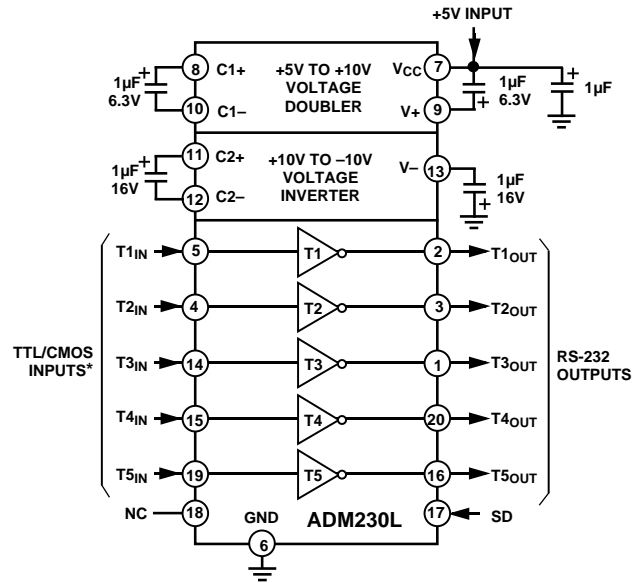 +5V INPUT
1µF
6.3V
+
8
C1+
10
C1–
+5V TO +10V
VOLTAGE
DOUBLER
VCC
7
V+
9
1µF
6.3V
+
+
1µF
1µF
16V
+
11
C2+
12
C2–
+10V TO –10V
VOLTAGE
INVERTER
V–
13
1µF
16V
+
TTL/CMOS
INPUTS*
T1IN
5
T1
2
T1OUT
T2IN
4
T2
3
T2OUT
T3IN
14
T3
1
T3OUT
T4IN
15
T4
20
T4OUT
T5IN
19
T5
16
T5OUT
RS-232
OUTPUTS
NC
18
GND
6
ADM230L
17
SD